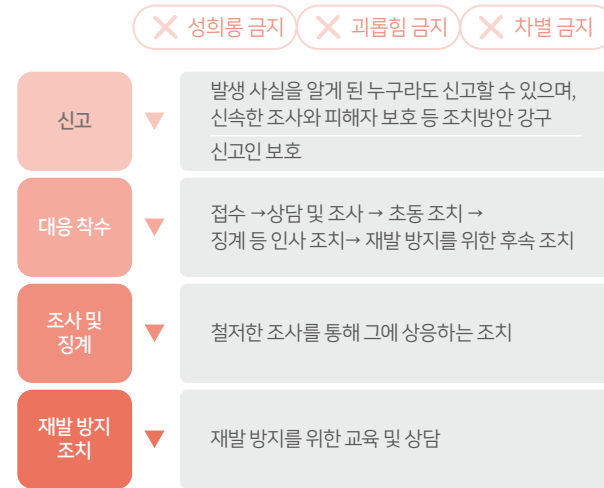 성희롱 금지 괴롭힘 금지 차별 금지
신고
발생 사실을 알게 된 누구라도 신고할 수 있으며,
신속한 조사와 피해자 보호 등 조치방안 강구
신고인 보호
대응 착수
접수 →상담 및 조사 → 초동 조치 →
징계 등 인사 조치→ 재발 방지를 위한 후속 조치
조사 및
징계
철저한 조사를 통해 그에 상응하는 조치
재발 방지
조치
재발 방지를 위한 교육 및 상담